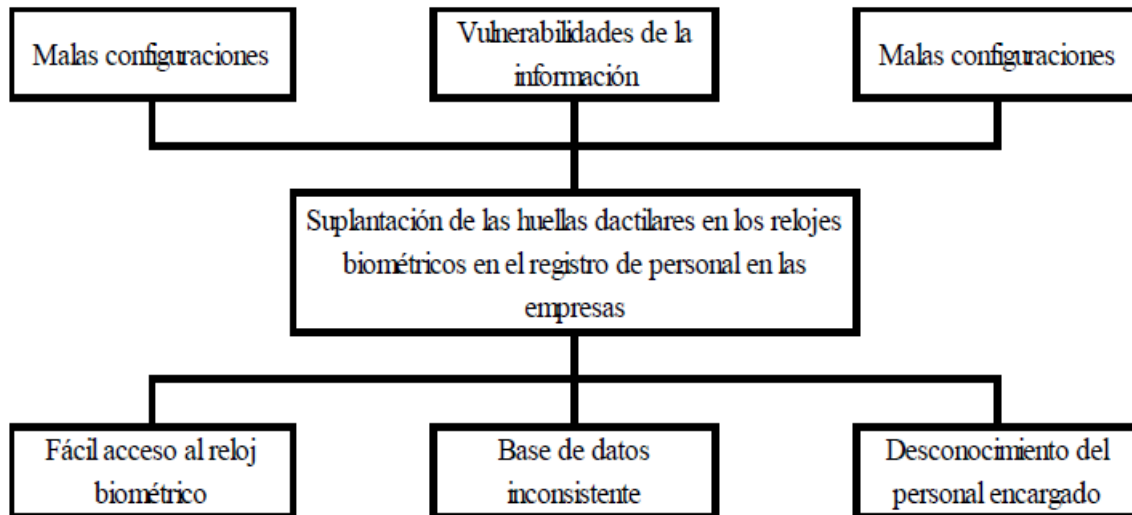 Malas configuraciones
Vulnerabilidades de la
información
Malas configuraciones
Suplantación de las huellas dactilares en los relojes
biométricos en el registro de personal en las
empresas
Fácil acceso al reloj
biométrico
Base de datos
inconsistente
Desconocimiento del
personal encargado